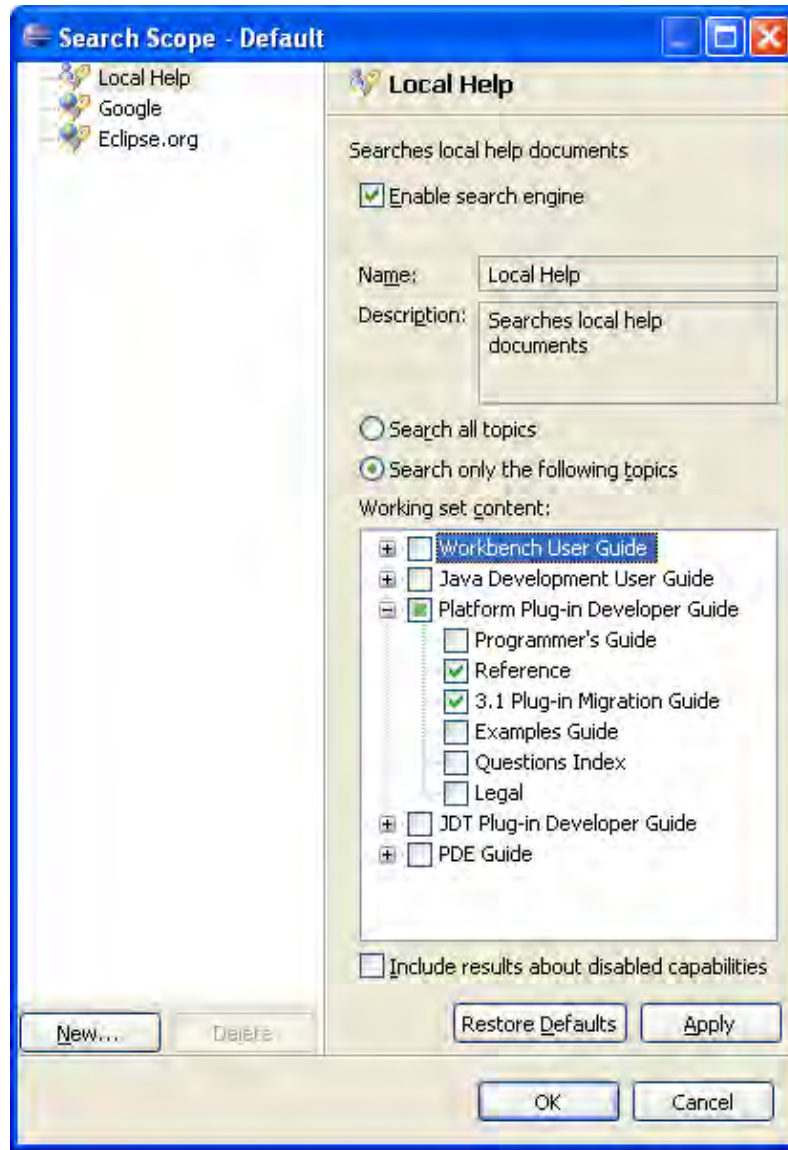 Search Scope - Default
Local Help
Google
Eclipse.org
Local Help
Searches local help documents
Enable search engine
Name:
Local Help
Description:
Searches local help
documents
Search all topics
Search only the following topics
Working set content:
Workbench User Guide
Java Development User Guide
Platform Plug-in Developer Guide
Programmer's Guide
Reference
3.1 Plug-in Migration Guide
Examples Guide
Questions Index
Legal
JDT Plug-in Developer Guide
PDE Guide
Include results about disabled capabilities
New...
Delete
Restore Defaults
Apply
OK
Cancel